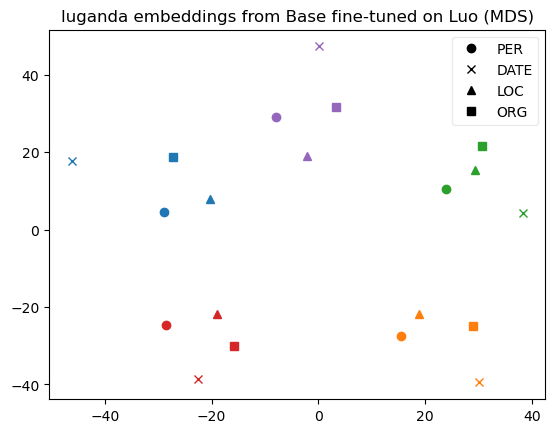 luganda embeddings from Base fine-tuned on Luo (MDS)
PER
DATE
LOC
ORG
40
20
0
−20
−40
−40
−20
0
20
40